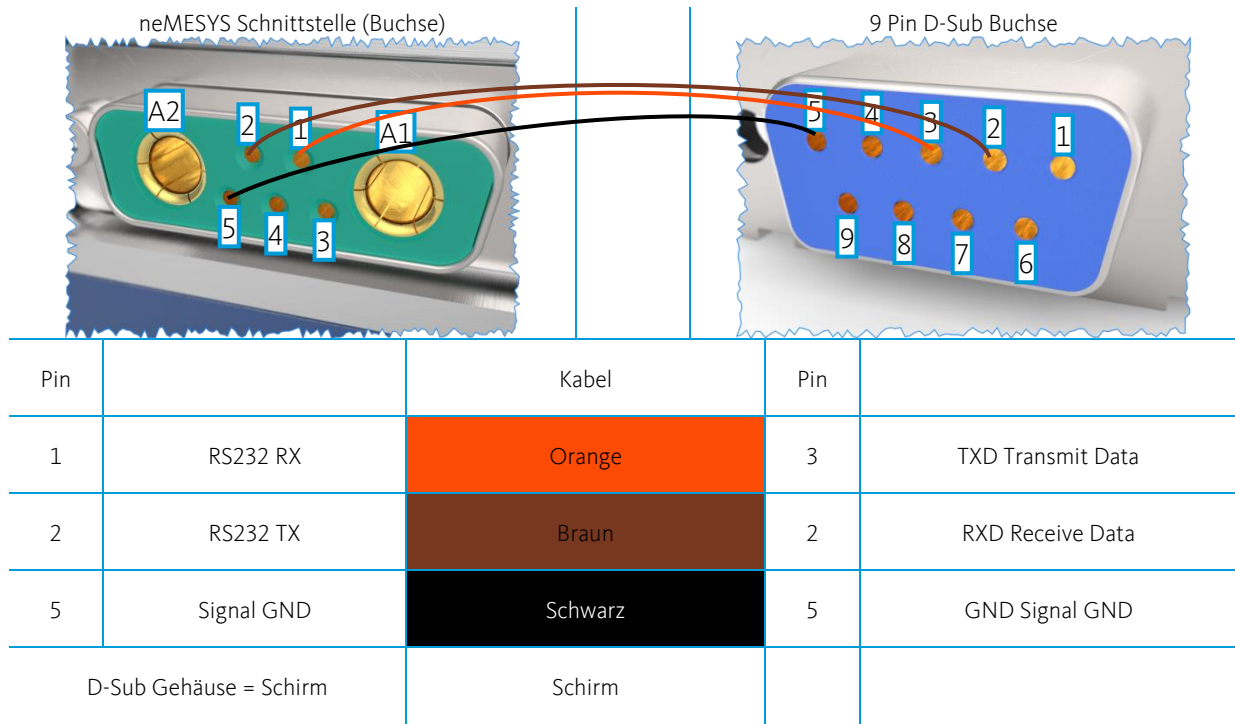 neMESYS Schnittstelle (Buchse)
9 Pin D-Sub Buchse
A2
2
1
A1
5
4
3
5
4
3
2
1
9
8
7
6
Pin Kabel Pin
1 RS232 RX Orange 3 TXD Transmit Data
2 RS232 TX Braun 2 RXD Receive Data
5 Signal GND Schwarz 5 GND Signal GND
D-Sub Gehäuse = Schirm Schirm